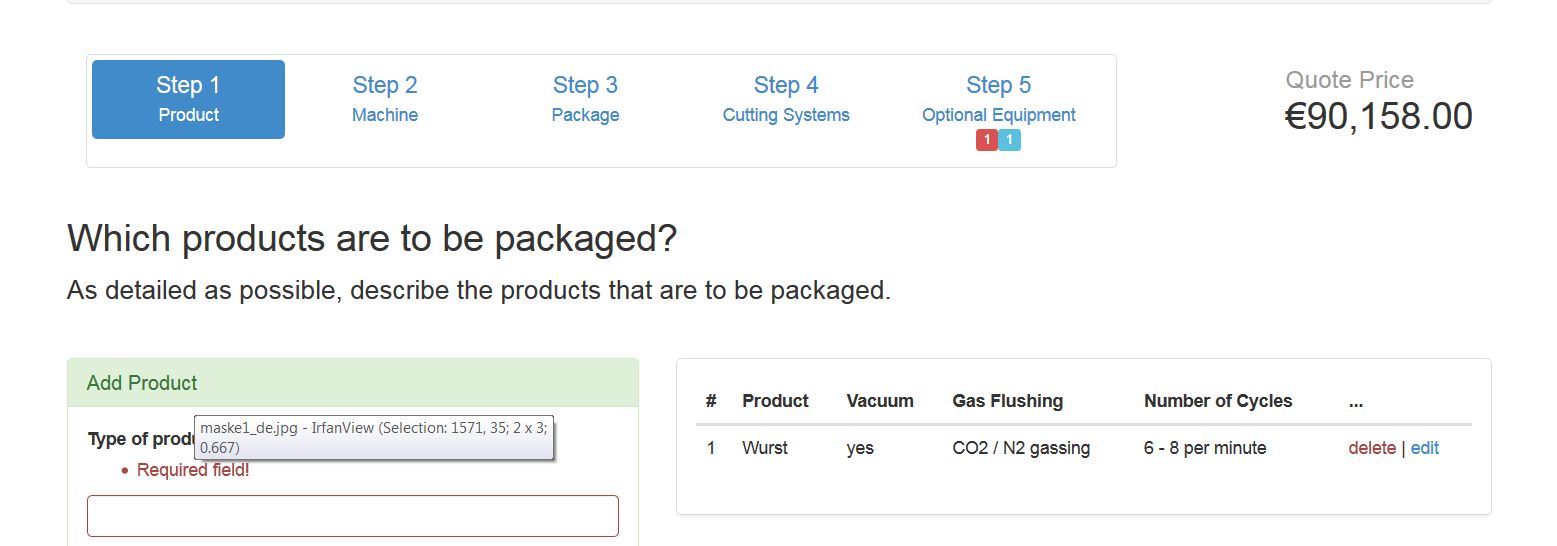 Step 1
Product
Step 2
Machine
Step 3
Package
Step 4
Cutting Systems
Step 5
Optional Equipment
1 1
Quote Price
€90,158.00
Which products are to be packaged?
As detailed as possible, describe the products that are to be packaged.
Add Product
Type of produ
maske1_de.jpg - IrfanView (Selection: 1571, 35; 2 x 3;
0.667)
Required field!
# Product Vacuum Gas Flushing Number of Cycles ...
1 Wurst yes CO2 / N2 gassing 6 - 8 per minute delete | edit